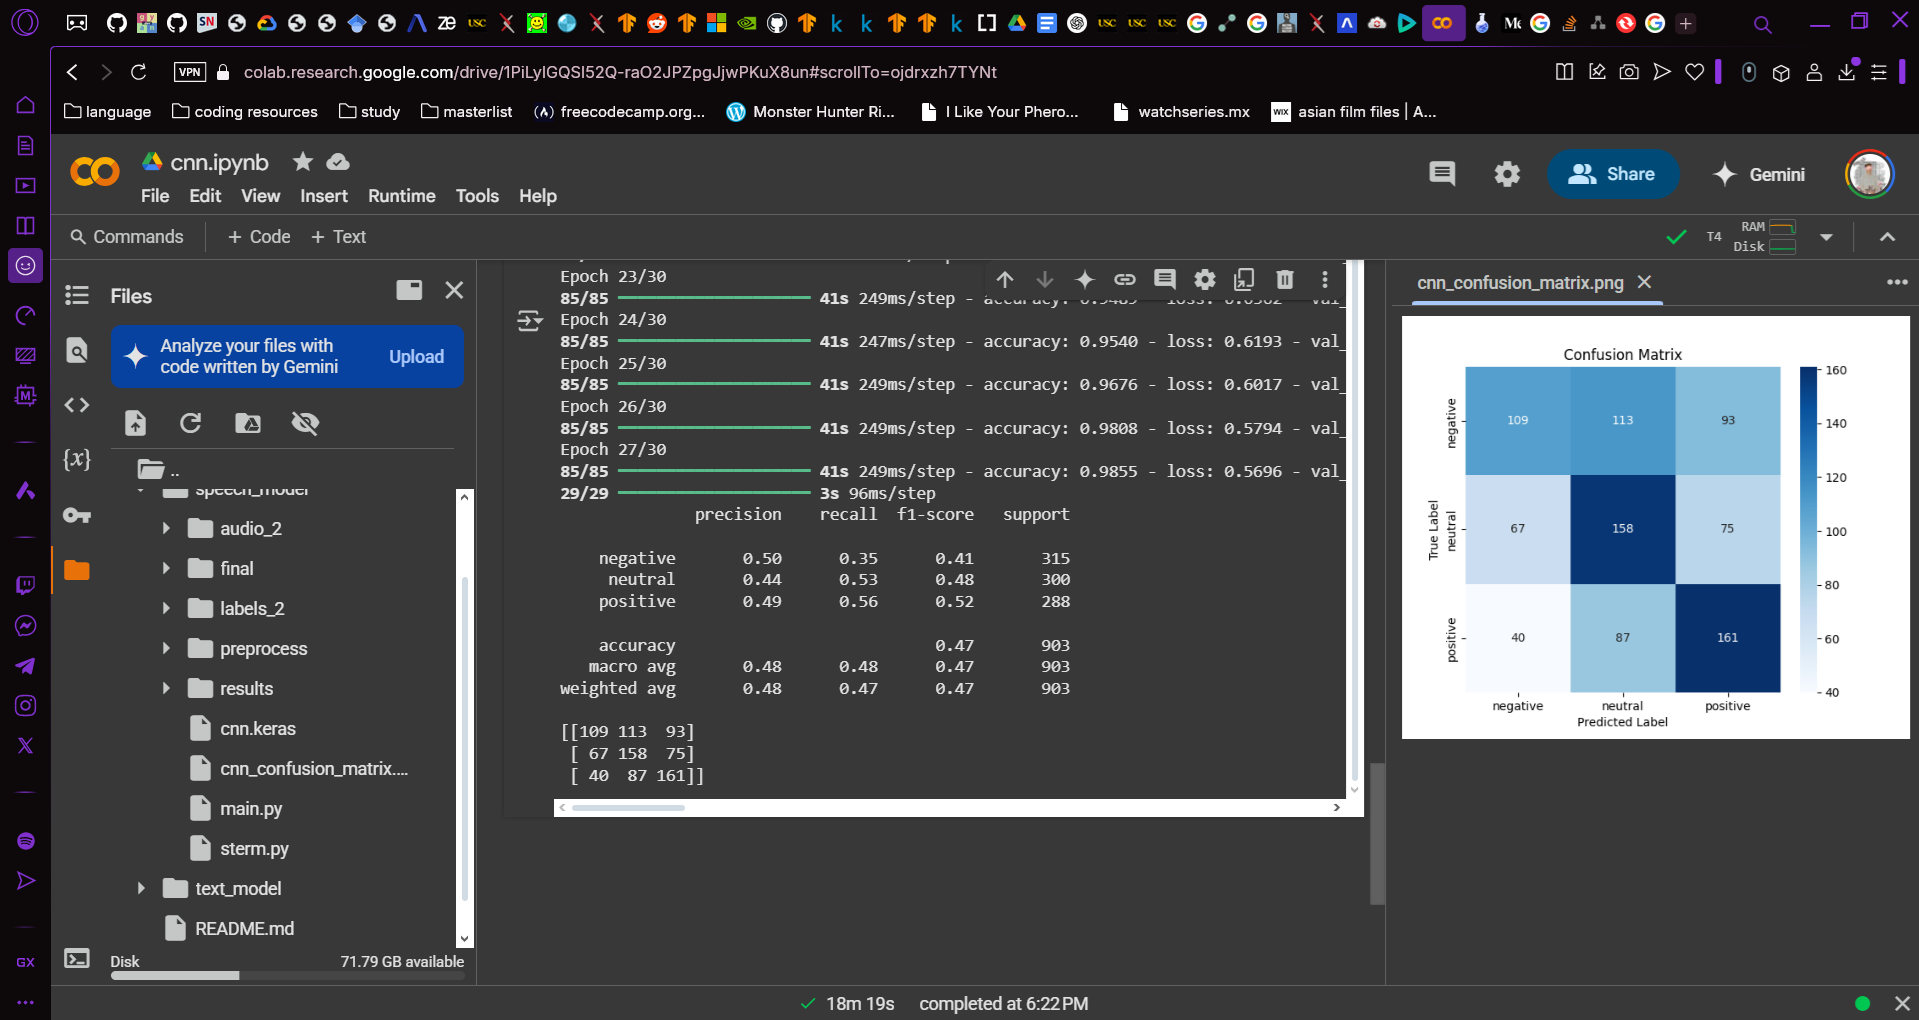 VPN colab.research.google.com/drive/1PiLyIGQSI52Q-raO2JPZpgJjwPKuX8un#scrollTo=ojdrxzh7TYNt
language coding resources study masterlist freecodecamp.org... Monster Hunter Ri... I Like Your Phero... watchseries.mx WIX asian film files | A...
cnn.ipynb
File Edit View Insert Runtime Tools Help
Share
Gemini
Commands + Code + Text
T4 RAM Disk
Files
Analyze your files with code written by Gemini
Upload
..
speech_model
audio_2
final
labels_2
preprocess
results
cnn.keras
cnn_confusion_matrix....
main.py
sterm.py
text_model
README.md
Disk 71.79 GB available
Epoch 23/30
85/85 41s 249ms/step - accuracy: 0.9489 - loss: - val_
Epoch 24/30
85/85 41s 247ms/step - accuracy: 0.9540 - loss: 0.6193 - val_
Epoch 25/30
85/85 41s 249ms/step - accuracy: 0.9676 - loss: 0.6017 - val_
Epoch 26/30
85/85 41s 249ms/step - accuracy: 0.9808 - loss: 0.5794 - val_
Epoch 27/30
85/85 41s 249ms/step - accuracy: 0.9855 - loss: 0.5696 - val_
29/29 3s 96ms/step
precision recall f1-score support
negative 0.50 0.35 0.41 315
neutral 0.44 0.53 0.48 300
positive 0.49 0.56 0.52 288
accuracy 0.47 903
macro avg 0.48 0.48 0.47 903
weighted avg 0.48 0.47 0.47 903
[[109 113 93]
[ 67 158 75]
[ 40 87 161]]
cnn_confusion_matrix.png
Confusion Matrix
True Label
negative
neutral
positive
109 113 93
67 158 75
40 87 161
negative neutral positive
Predicted Label
160
140
120
100
80
60
40
18m 19s completed at 6:22 PM
GX